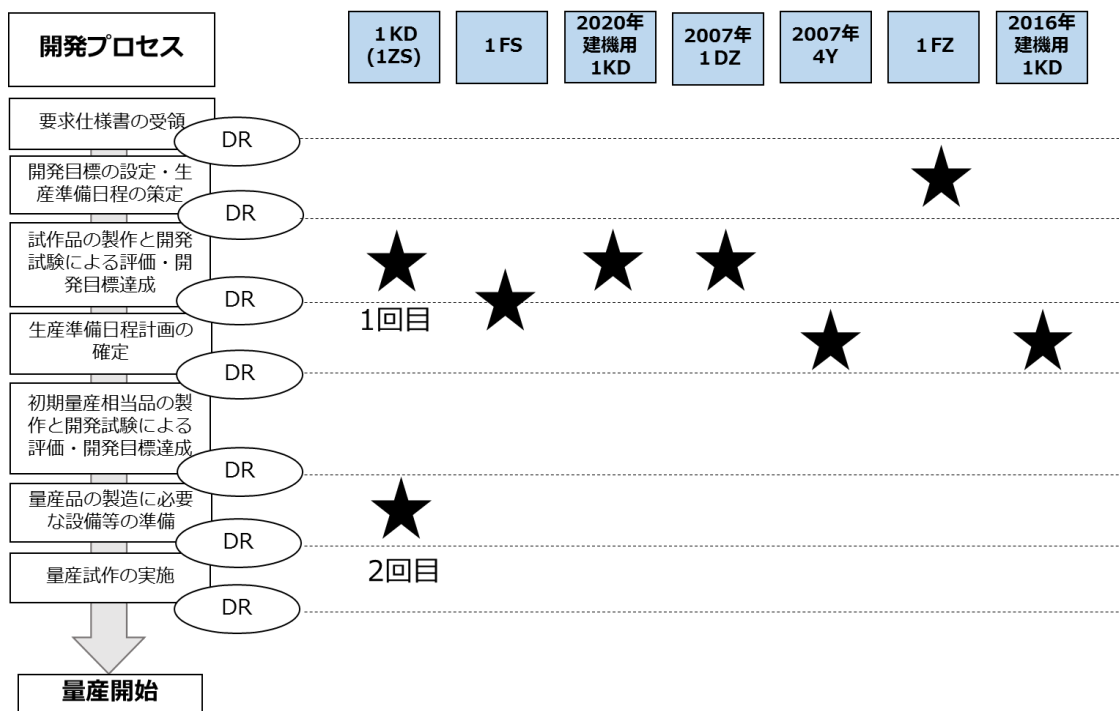 開発プロセス
1KD
(1ZS)
1FS
2020年
建機用
1KD
2007年
1DZ
2007年
4Y
1FZ
2016年
建機用
1KD
要求仕様書の受領
DR
開発目標の設定・生
産準備日程の策定
DR
試作品の製作と開発
試験による評価・開
発目標達成
DR
1回目
生産準備日程計画の
確定
DR
初期量産相当品の製
作と開発試験による
評価・開発目標達成
DR
量産品の製造に必要
な設備等の準備
DR
2回目
量産試作の実施
DR
量産開始